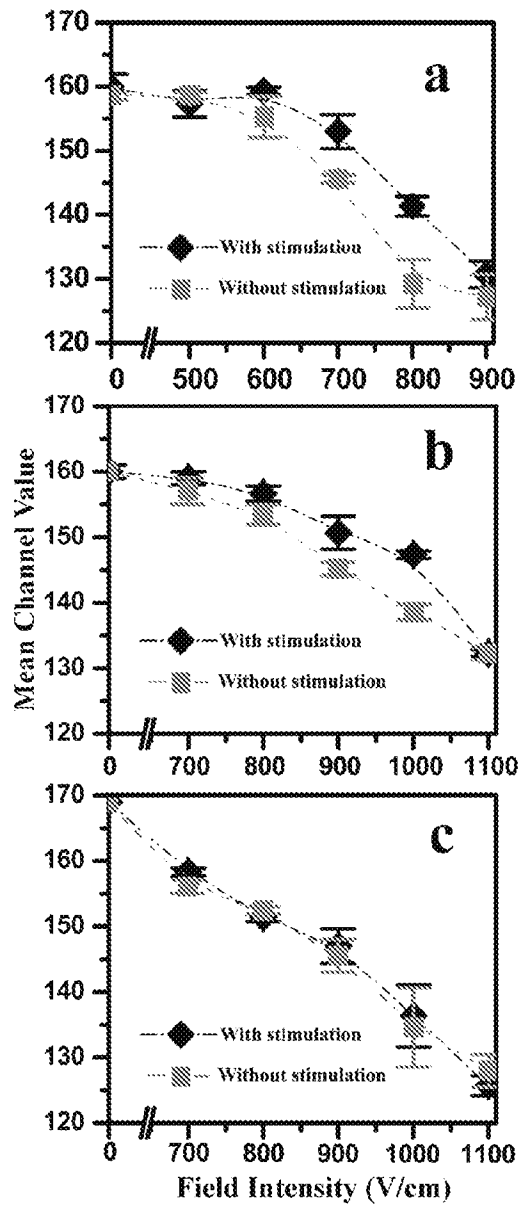 170
160
150
140
130
120
a
With stimulation
Without stimulation
0 500 600 700 800 900
Mean Channel Value
170
160
150
140
130
120
b
With stimulation
Without stimulation
0 700 800 900 1000 1100
170
160
150
140
130
120
c
With stimulation
Without stimulation
0 700 800 900 1000 1100
Field Intensity (V/cm)